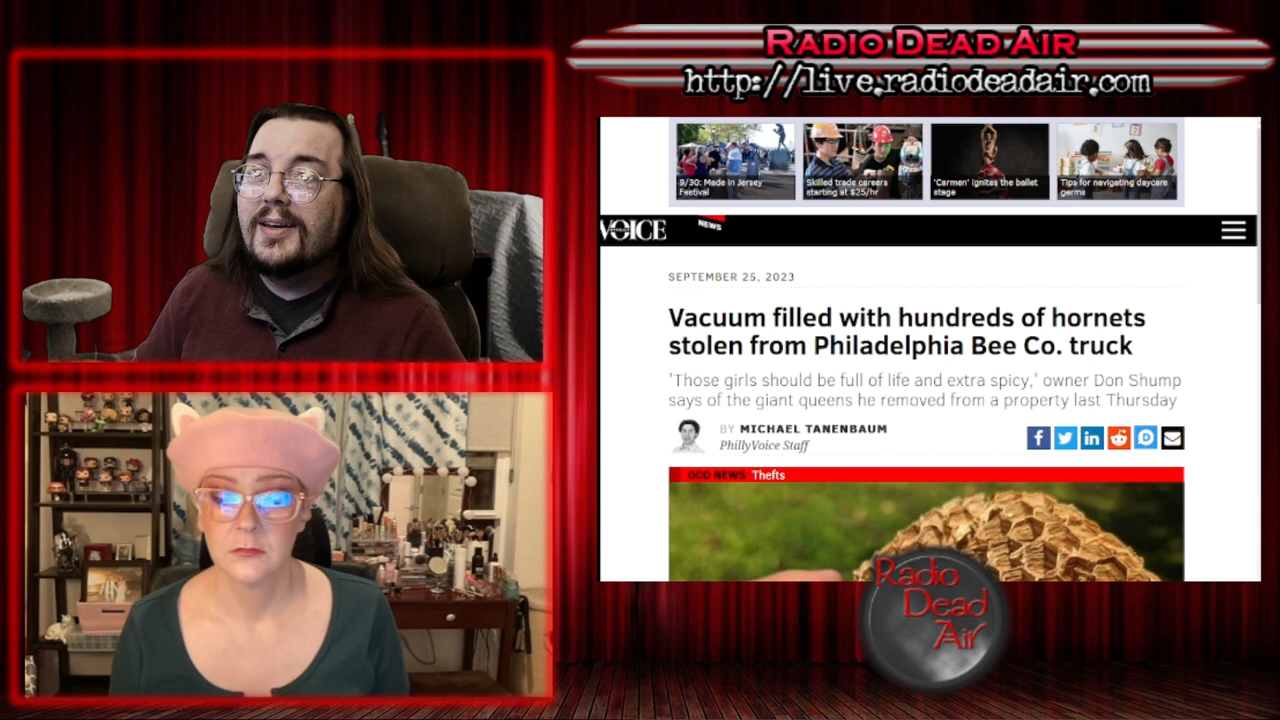 RADIO DEAD AIR
http://live.radiodeadair.com
9/30: Made in Jersey
Festival
Skilled trade careers
starting at $25/hr
'Carmen' ignites the ballet
stage
Tips for navigating daycare
germs
VOICE
NEWS
SEPTEMBER 25, 2023
Vacuum filled with hundreds of hornets
stolen from Philadelphia Bee Co. truck
'Those girls should be full of life and extra spicy,' owner Don Shump
says of the giant queens he removed from a property last Thursday
BY MICHAEL TANENBAUM
PhillyVoice Staff
ODD NEWS Thefts
Radio
Dead
Air